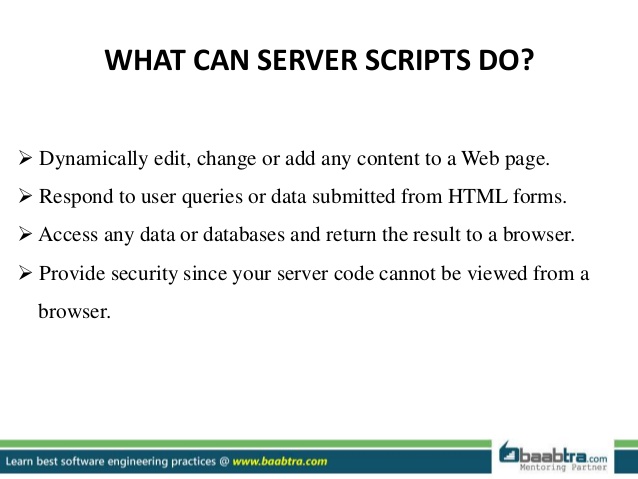 WHAT CAN SERVER SCRIPTS DO?
➢ Dynamically edit, change or add any content to a Web page.
➢ Respond to user queries or data submitted from HTML forms.
➢ Access any data or databases and return the result to a browser.
➢ Provide security since your server code cannot be viewed from a
browser.
Learn best software engineering practices @ www.baabtra.com
baabtra.com
Mentoring Partner